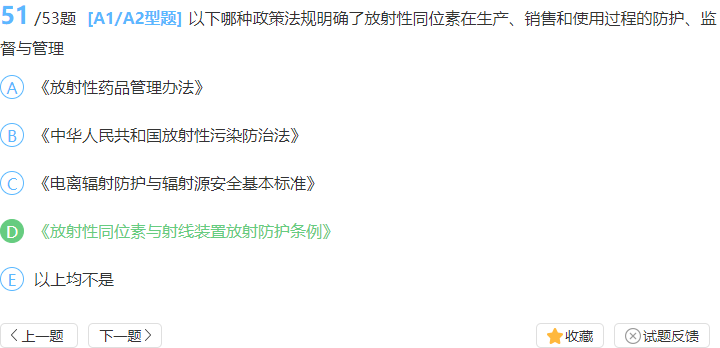 51 /53题 [A1/A2型题] 以下哪种政策法规明确了放射性同位素在生产、销售和使用过程的防护、监
督与管理
A 《放射性药品管理办法》
B 《中华人民共和国放射性污染防治法》
C 《电离辐射防护与辐射源安全基本标准》
D 《放射性同位素与射线装置放射防护条例》
E 以上均不是
上一题 下一题 收藏 试题反馈